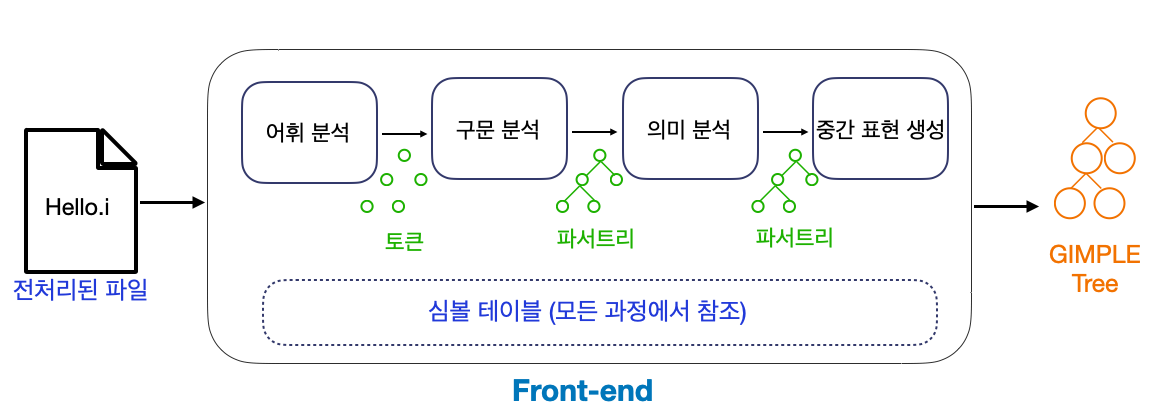 어휘 분석
구문 분석
의미 분석
중간 표현 생성
Hello.i
토큰
파서트리
파서트리
GIMPLE
Tree
전처리된 파일
심볼 테이블 (모든 과정에서 참조)
Front-end